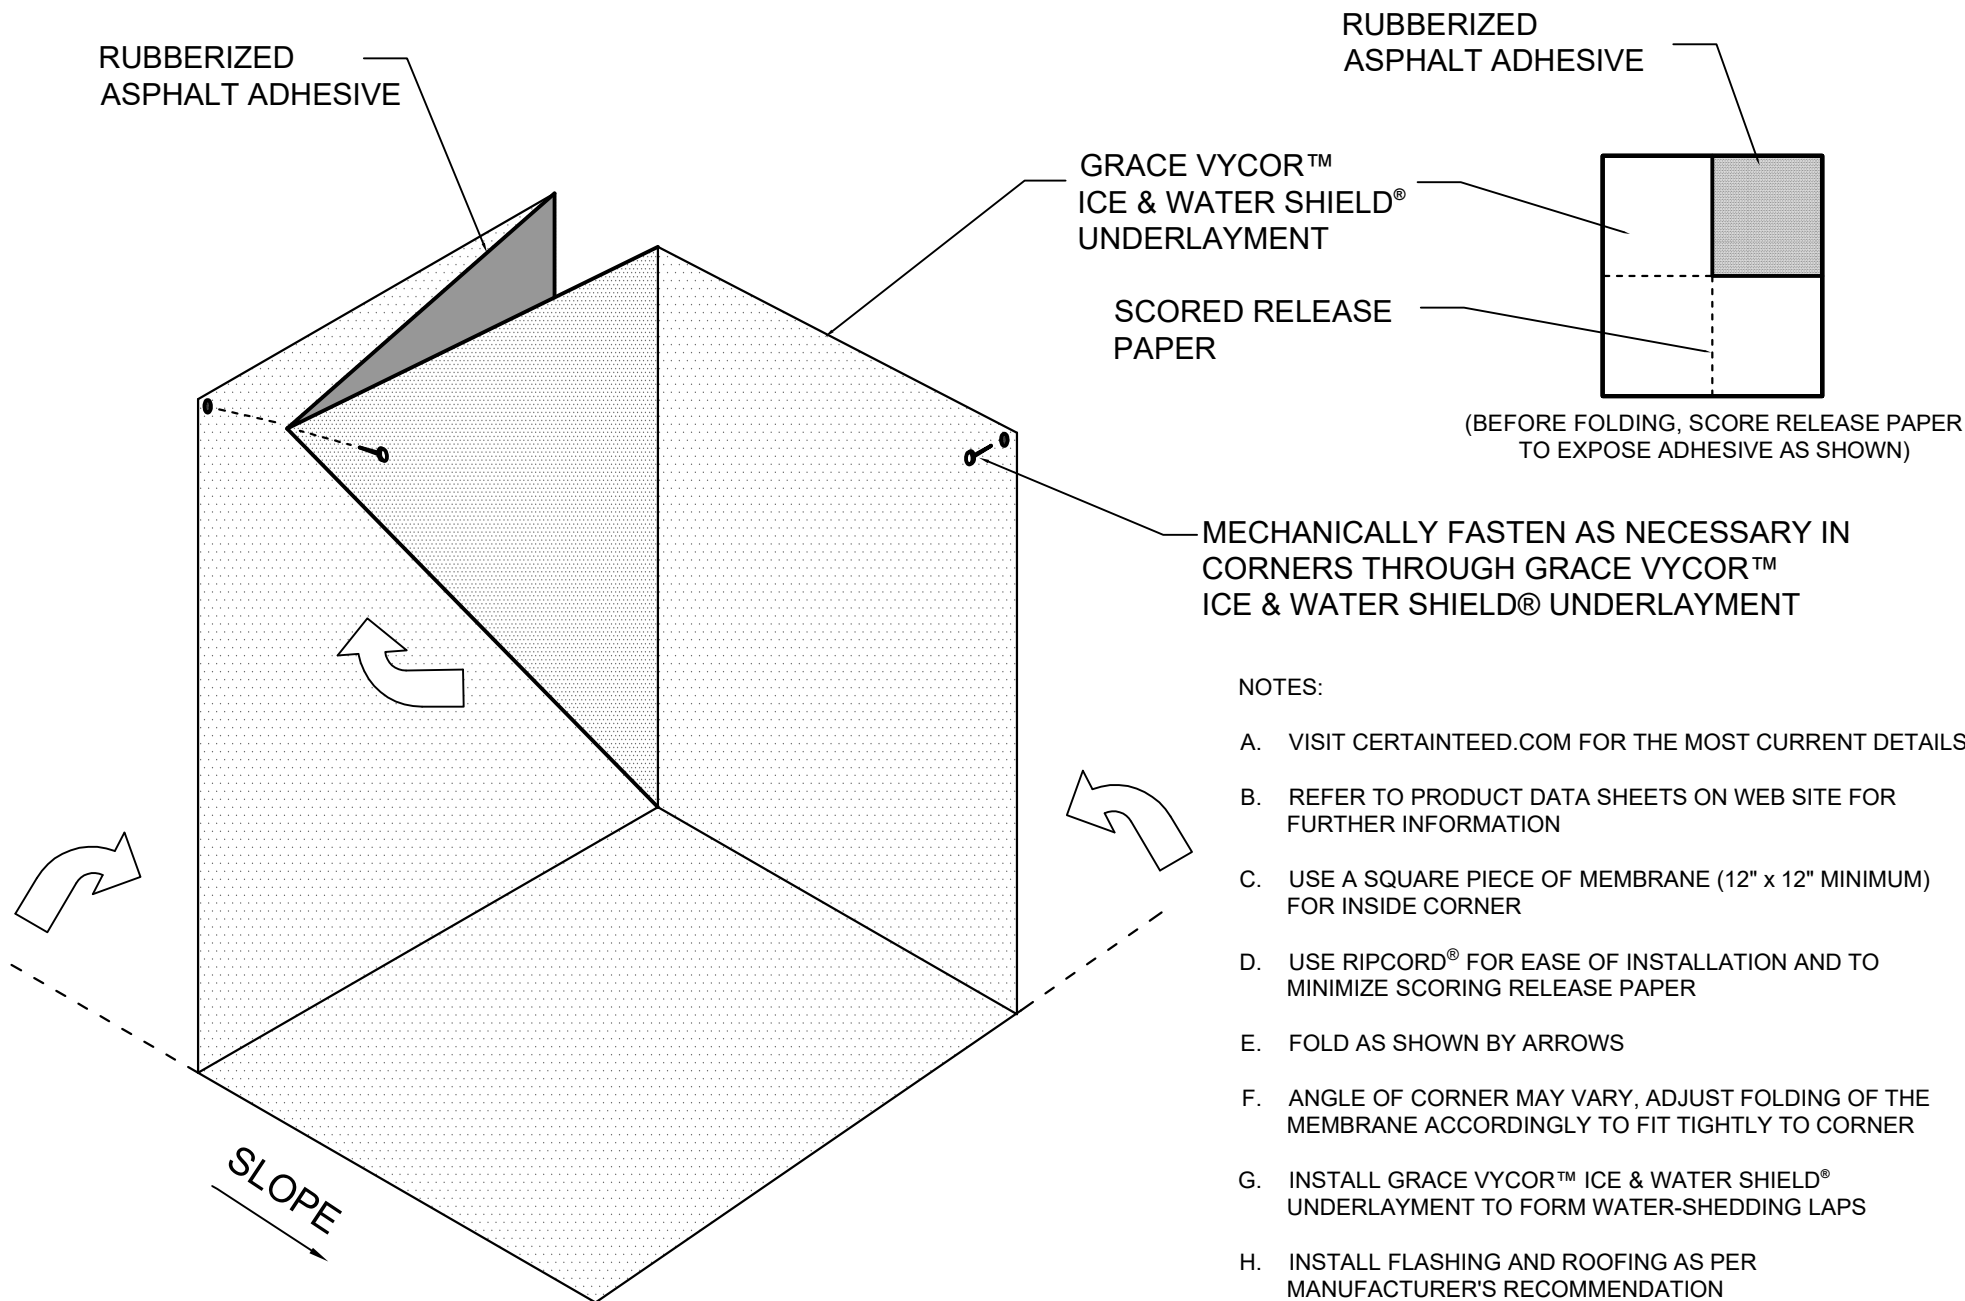 RUBBERIZED
ASPHALT ADHESIVE
RUBBERIZED
ASPHALT ADHESIVE
GRACE VYCOR™
ICE & WATER SHIELD®
UNDERLAYMENT
SCORED RELEASE
PAPER
(BEFORE FOLDING, SCORE RELEASE PAPER
TO EXPOSE ADHESIVE AS SHOWN)
MECHANICALLY FASTEN AS NECESSARY IN
CORNERS THROUGH GRACE VYCOR™
ICE & WATER SHIELD® UNDERLAYMENT
NOTES:
A. VISIT CERTAINTEED.COM FOR THE MOST CURRENT DETAILS
B. REFER TO PRODUCT DATA SHEETS ON WEB SITE FOR
FURTHER INFORMATION
C. USE A SQUARE PIECE OF MEMBRANE (12" x 12" MINIMUM)
FOR INSIDE CORNER
D. USE RIPCORD® FOR EASE OF INSTALLATION AND TO
MINIMIZE SCORING RELEASE PAPER
E. FOLD AS SHOWN BY ARROWS
F. ANGLE OF CORNER MAY VARY, ADJUST FOLDING OF THE
MEMBRANE ACCORDINGLY TO FIT TIGHTLY TO CORNER
G. INSTALL GRACE VYCOR™ ICE & WATER SHIELD®
UNDERLAYMENT TO FORM WATER-SHEDDING LAPS
H. INSTALL FLASHING AND ROOFING AS PER
MANUFACTURER'S RECOMMENDATION
SLOPE